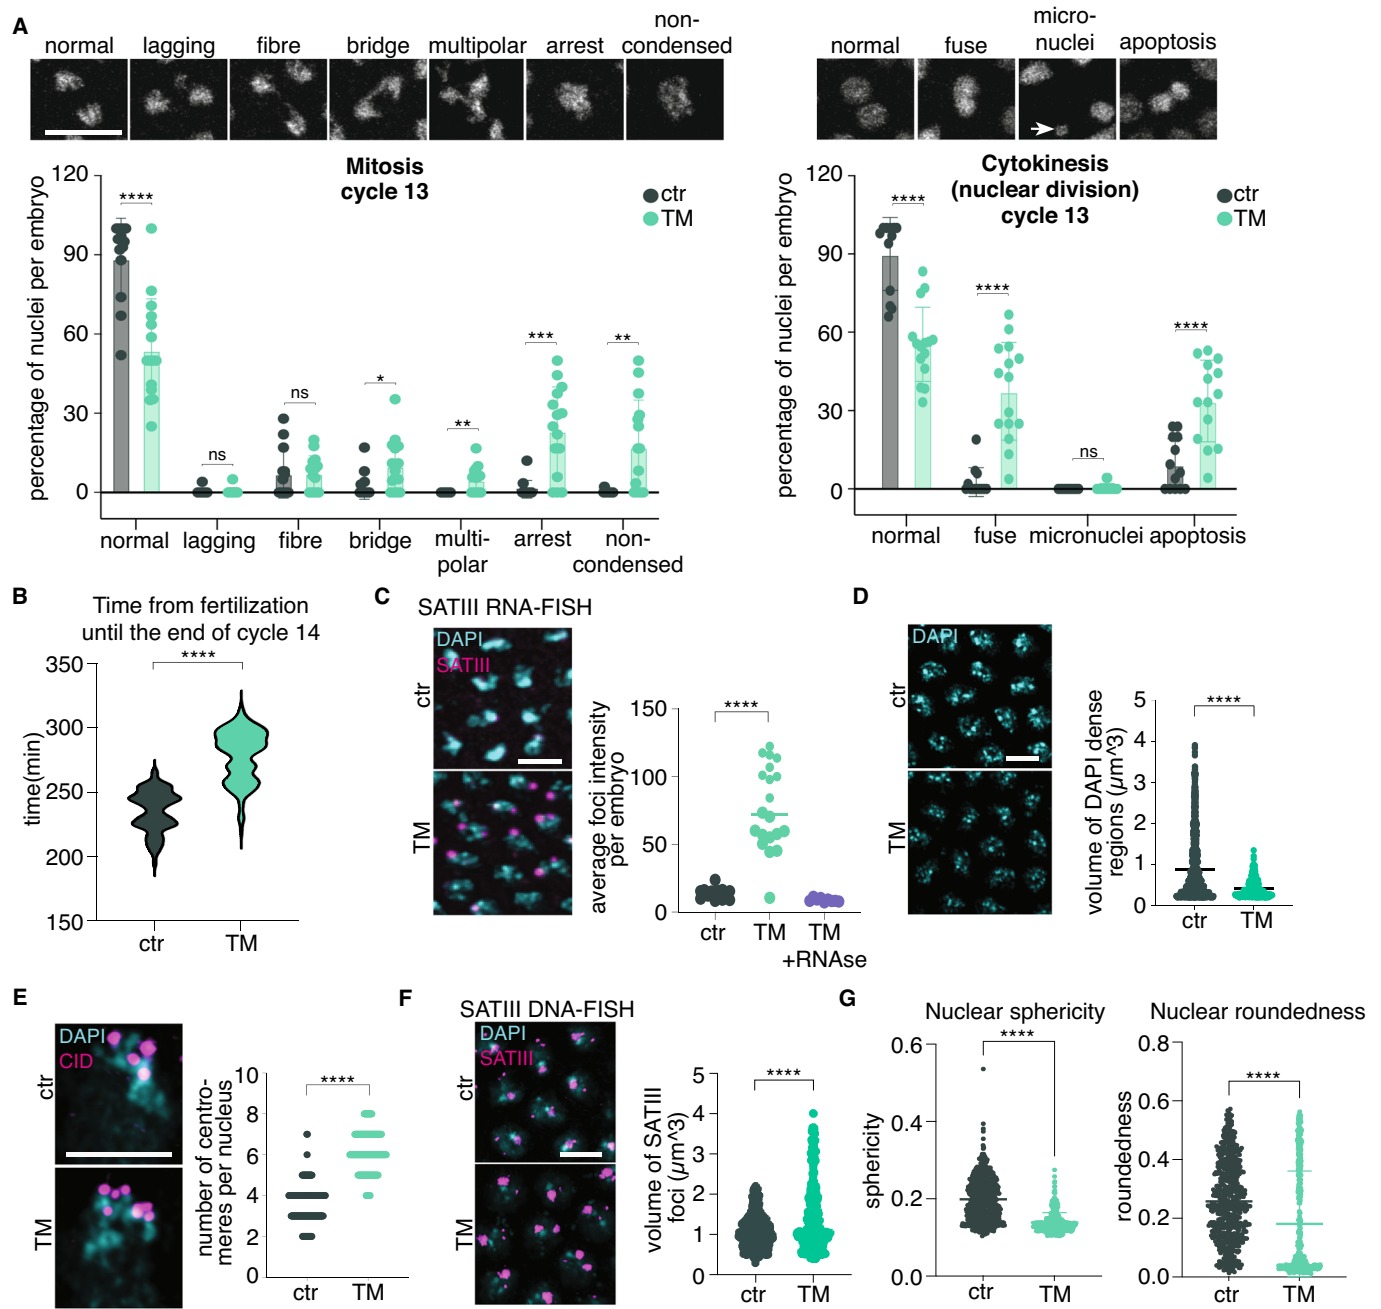 A
normal
lagging
fibre
bridge
multipolar
arrest
non-
condensed
normal
fuse
micro-
nuclei
apoptosis
Mitosis
cycle 13
ctr
TM
percentage of nuclei per embryo
120
90
60
30
0
****
ns
ns
*
**
***
**
normal
lagging
fibre
bridge
multi-
polar
arrest
non-
condensed
Cytokinesis
(nuclear division)
cycle 13
ctr
TM
percentage of nuclei per embryo
120
90
60
30
0
****
****
ns
****
normal
fuse
micronuclei
apoptosis
B
Time from fertilization
until the end of cycle 14
****
time(min)
350
300
250
200
150
ctr
TM
C
SATIII RNA-FISH
DAPI
SATIII
ctr
TM
average foci intensity
per embryo
150
100
50
0
****
ctr
TM
TM
+RNAse
D
DAPI
ctr
TM
volume of DAPI dense
regions (µm^3)
5
4
3
2
1
0
****
ctr
TM
E
DAPI
CID
ctr
TM
number of centro-
meres per nucleus
10
8
6
4
2
0
****
ctr
TM
F
SATIII DNA-FISH
DAPI
SATIII
ctr
TM
volume of SATIII
foci (µm^3)
5
4
3
2
1
0
****
ctr
TM
G
Nuclear sphericity
****
sphericity
0.6
0.4
0.2
0.0
ctr
TM
Nuclear roundedness
****
roundedness
0.8
0.6
0.4
0.2
0.0
ctr
TM